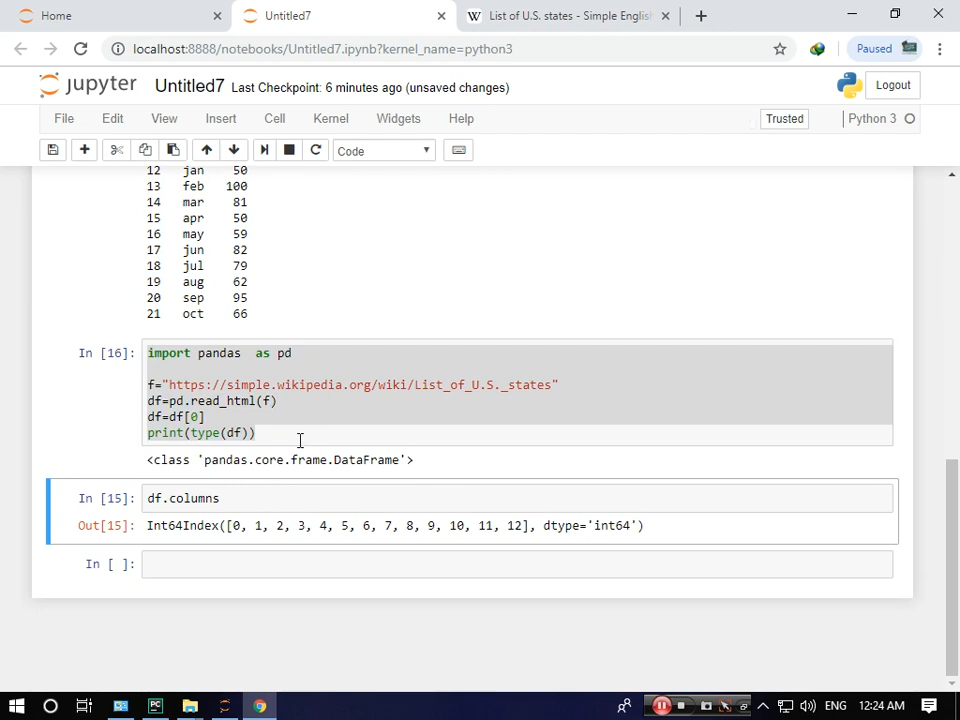 Home
Untitled7
List of U.S. states - Simple English
localhost:8888/notebooks/Untitled7.ipynb?kernel_name=python3
Paused
jupyter Untitled7 Last Checkpoint: 6 minutes ago (unsaved changes)
Logout
File Edit View Insert Cell Kernel Widgets Help
Trusted
Python 3
Code
12 jan 50
13 feb 100
14 mar 81
15 apr 50
16 may 59
17 jun 82
18 jul 79
19 aug 62
20 sep 95
21 oct 66
In [16]: import pandas as pd
f="https://simple.wikipedia.org/wiki/List_of_U.S._states"
df=pd.read_html(f)
df=df[0]
print(type(df))
<class 'pandas.core.frame.DataFrame'>
In [15]: df.columns
Out[15]: Int64Index([0, 1, 2, 3, 4, 5, 6, 7, 8, 9, 10, 11, 12], dtype='int64')
In [ ]:
ENG
12:24 AM